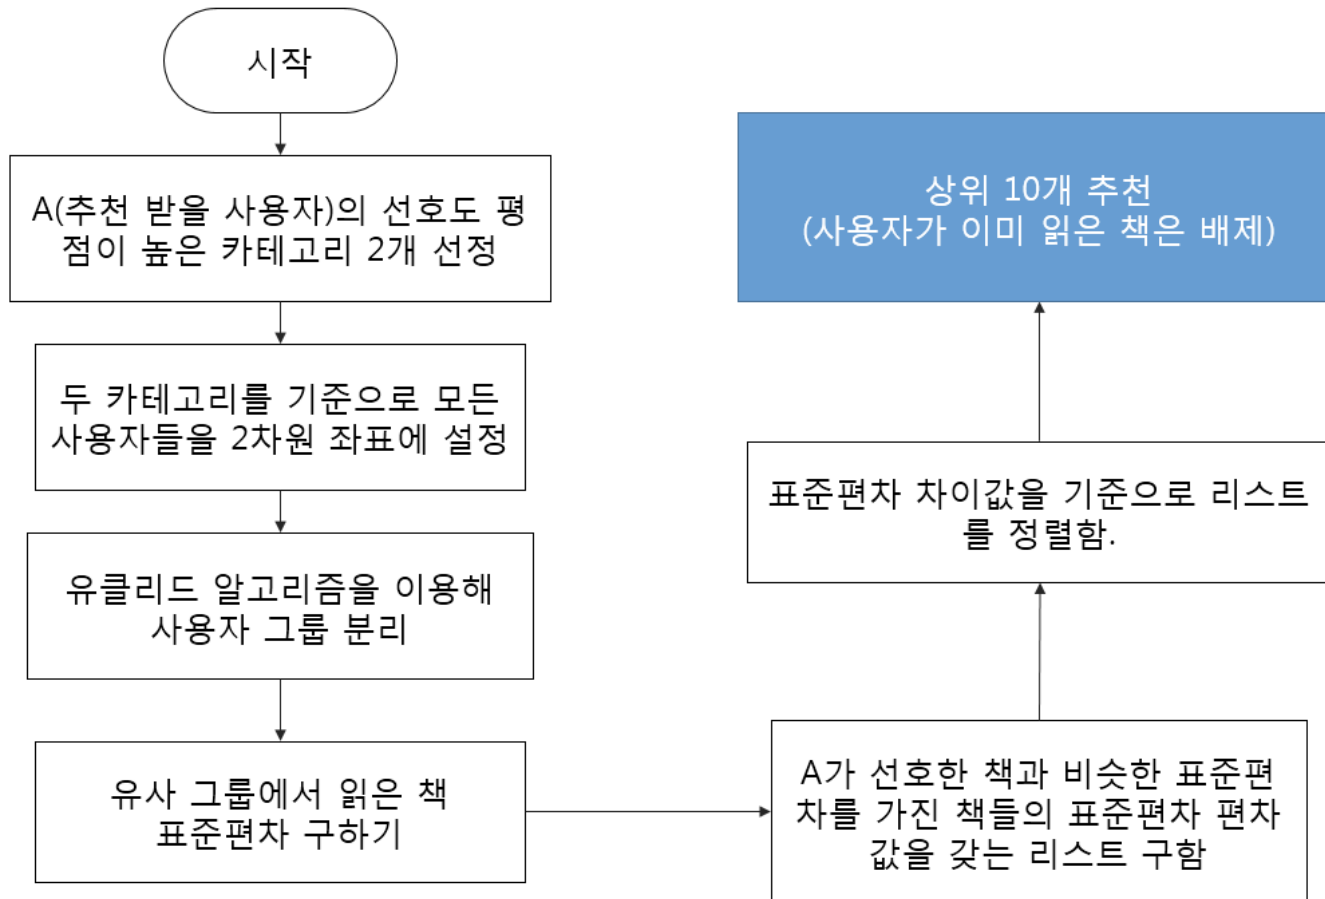 시작
A(추천 받을 사용자)의 선호도 평
점이 높은 카테고리 2개 선정
두 카테고리를 기준으로 모든
사용자들을 2차원 좌표에 설정
유클리드 알고리즘을 이용해
사용자 그룹 분리
유사 그룹에서 읽은 책
표준편차 구하기
A가 선호한 책과 비슷한 표준편
차를 가진 책들의 표준편차 편차
값을 갖는 리스트 구함
표준편차 차이값을 기준으로 리스트
를 정렬함.
상위 10개 추천
(사용자가 이미 읽은 책은 배제)